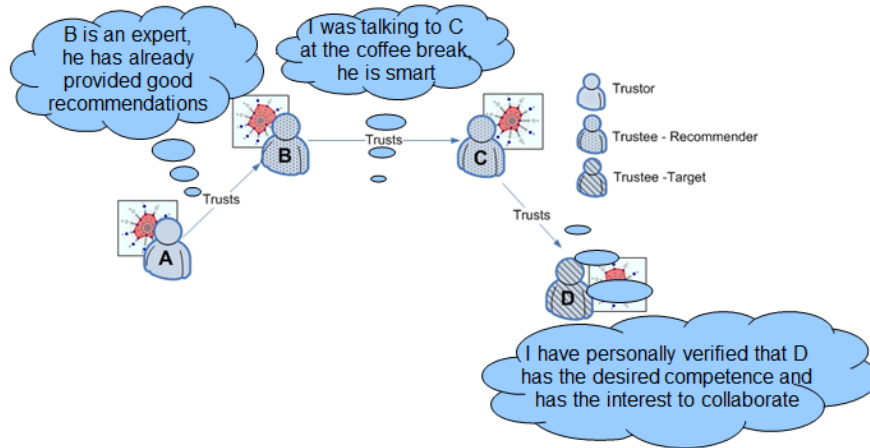 B is an expert,
he has already
provided good
recommendations
I was talking to C
at the coffee break,
he is smart
Trustor
Trustee - Recommender
Trustee -Target
B
Trusts
C
Trusts
A
Trusts
D
I have personally verified that D
has the desired competence and
has the interest to collaborate